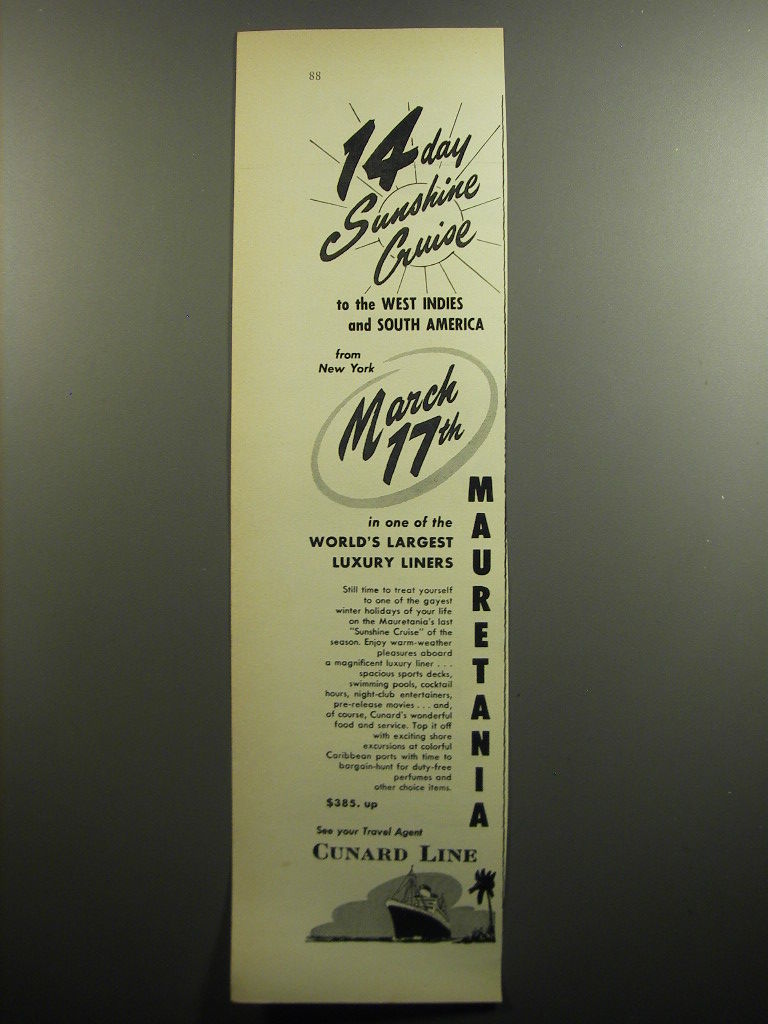 88
14 day
Sunshine
Cruise
to the WEST INDIES
and SOUTH AMERICA
from
New York
March
17th
in one of the
WORLD'S LARGEST
LUXURY LINERS
MAURETANIA
Still time to treat yourself
to one of the gayest
winter holidays of your life
on the Mauretania's last
"Sunshine Cruise" of the
season. Enjoy warm-weather
pleasures aboard
a magnificent luxury liner . . .
spacious sports decks,
swimming pools, cocktail
hours, night-club entertainers,
pre-release movies . . . and,
of course, Cunard's wonderful
food and service. Top it off
with exciting shore
excursions at colorful
Caribbean ports with time to
bargain-hunt for duty-free
perfumes and
other choice items.
$385. up
See your Travel Agent
CUNARD LINE